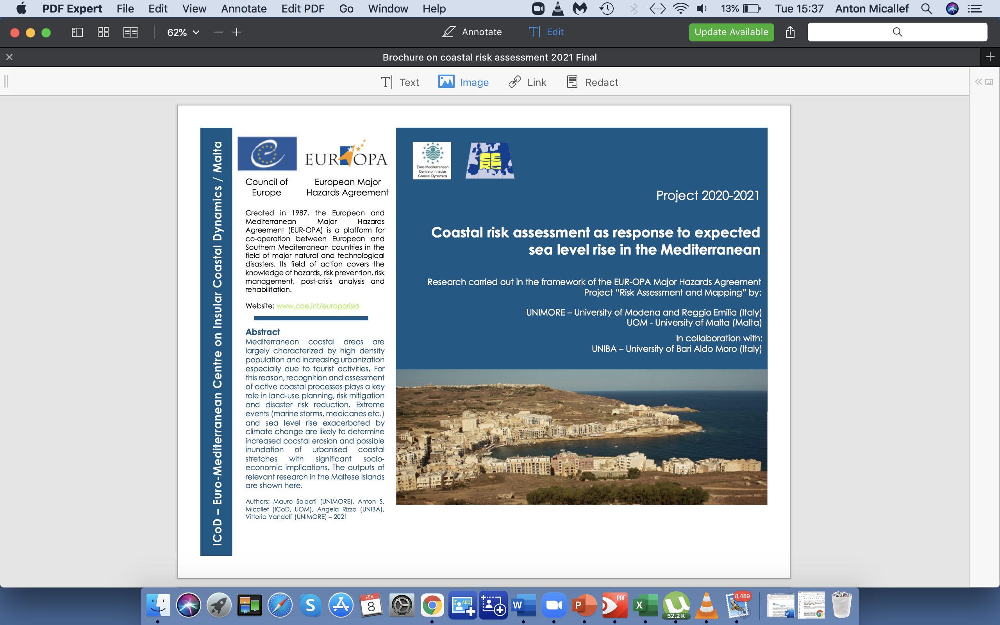 PDF Expert File Edit View Annotate Edit PDF Go Window Help 13% Tue 15:37 Anton Micallef
62% Annotate Edit Update Available
Brochure on coastal risk assessment 2021 Final
Text Image Link Redact
ICoD – Euro-Mediterranean Centre on Insular Coastal Dynamics / Malta
EUR OPA
Council of
Europe
European Major
Hazards Agreement
Created in 1987, the European and
Mediterranean Major Hazards
Agreement (EUR-OPA) is a platform for
co-operation between European and
Southern Mediterranean countries in the
field of major natural and technological
disasters. Its field of action covers the
knowledge of hazards, risk prevention, risk
management, post-crisis analysis and
rehabilitation.
Website: www.coe.int/europarisks
Abstract
Mediterranean coastal areas are
largely characterized by high density
population and increasing urbanization
especially due to tourist activities. For
this reason, recognition and assessment
of active coastal processes plays a key
role in land-use planning, risk mitigation
and disaster risk reduction. Extreme
events (marine storms, medicanes etc.)
and sea level rise exacerbated by
climate change are likely to determine
increased coastal erosion and possible
inundation of urbanised coastal
stretches with significant socio-
economic implications. The outputs of
relevant research in the Maltese Islands
are shown here.
Authors: Mauro Soldati (UNIMORE), Anton S.
Micallef (ICoD, UOM), Angela Rizzo (UNIBA),
Vittoria Vandelli (UNIMORE) – 2021
Euro-Mediterranean
Centre on Insular
Coastal Dynamics
CERG
Project 2020-2021
Coastal risk assessment as response to expected
sea level rise in the Mediterranean
Research carried out in the framework of the EUR-OPA Major Hazards Agreement
Project “Risk Assessment and Mapping” by:
UNIMORE – University of Modena and Reggio Emilia (Italy)
UOM - University of Malta (Malta)
In collaboration with:
UNIBA – University of Bari Aldo Moro (Italy)
FEB
8
ABC
W
P
PDF
X
52.2 K
8,489